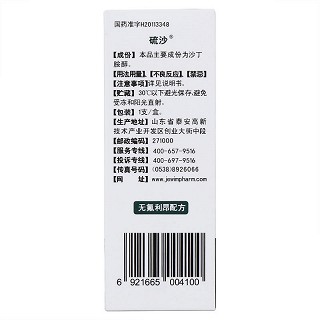 国药准字H20113348
硫沙®
【成份】本品主要成份为沙丁
胺醇。
【用法用量】、【不良反应】、【禁忌】
【注意事项】详见说明书。
【贮藏】30℃以下避光保存,避免
受冻和阳光直射。
【包装】1支/盒。
【生产地址】山东省泰安高新
技术产业开发区创业大街中段
【邮政编码】271000
【服务专线】400-657-9516
【投诉专线】400-697-9516
【传真号码】(0538)8926066
【网 址】www.jewimpharm.com
无氟利昂配方
6 921665 004100